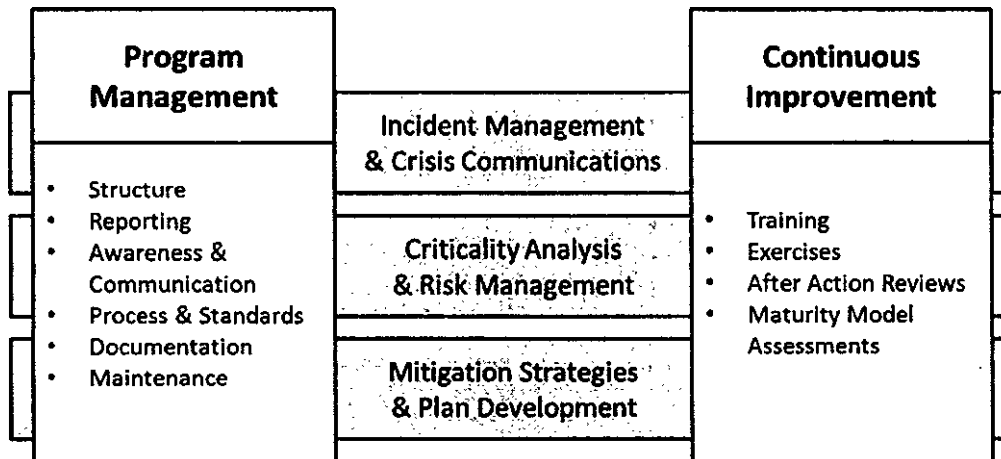 Program
Management
• Structure
• Reporting
• Awareness &
Communication
• Process & Standards
• Documentation
• Maintenance
Incident Management
& Crisis Communications
Criticality Analysis
& Risk Management
Mitigation Strategies
& Plan Development
Continuous
Improvement
• Training
• Exercises
• After Action Reviews
• Maturity Model
Assessments